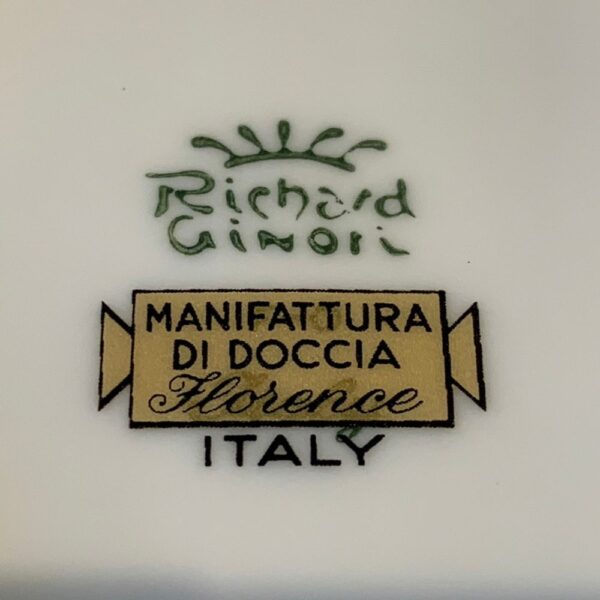 Richard
Ginori
MANIFATTURA
DI DOCCIA
Florence
ITALY